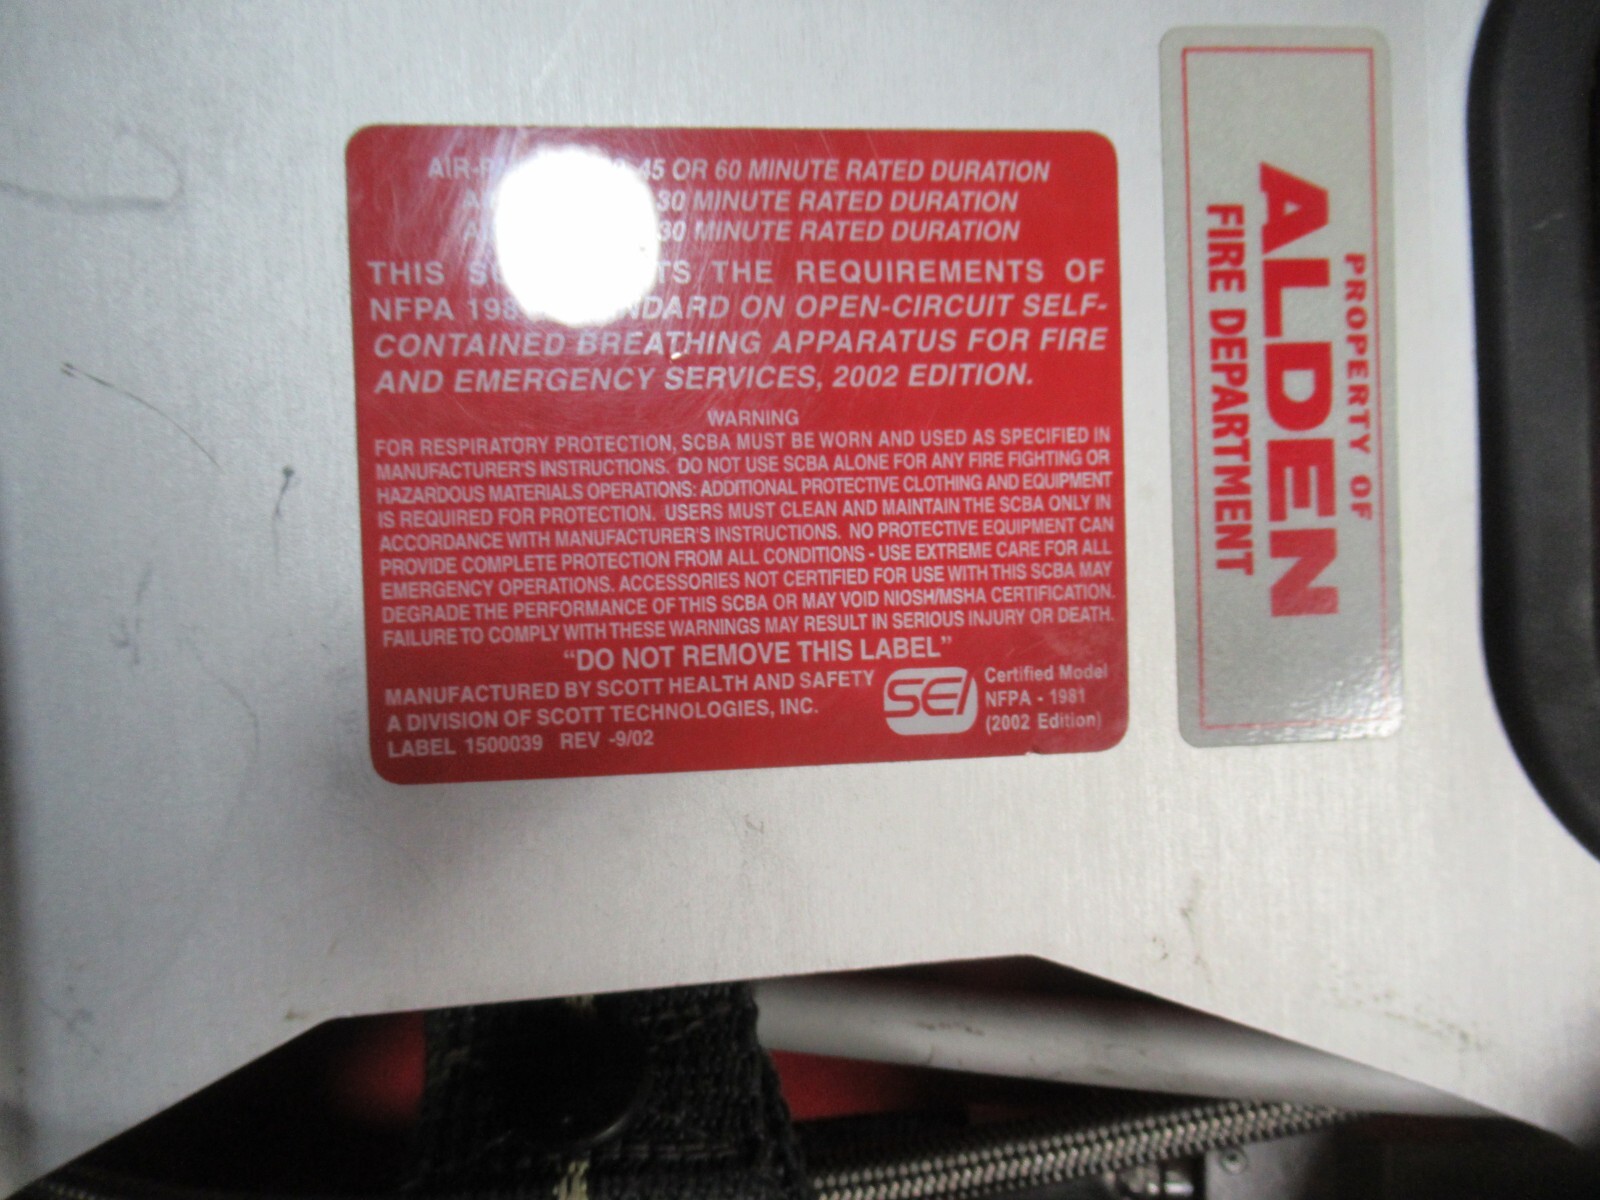 45 OR 60 MINUTE RATED DURATION
30 MINUTE RATED DURATION
30 MINUTE RATED DURATION
THIS THE REQUIREMENTS OF
NFPA ON OPEN-CIRCUIT SELF-
CONTAINED BREATHING APPARATUS FOR FIRE
AND EMERGENCY SERVICES, 2002 EDITION.
WARNING
FOR RESPIRATORY PROTECTION, SCBA MUST BE WORN AND USED AS SPECIFIED IN
MANUFACTURER'S INSTRUCTIONS. DO NOT USE SCBA ALONE FOR ANY FIRE FIGHTING OR
HAZARDOUS MATERIALS OPERATIONS: ADDITIONAL PROTECTIVE CLOTHING AND EQUIPMENT
IS REQUIRED FOR PROTECTION. USERS MUST CLEAN AND MAINTAIN THE SCBA ONLY IN
ACCORDANCE WITH MANUFACTURER'S INSTRUCTIONS. NO PROTECTIVE EQUIPMENT CAN
PROVIDE COMPLETE PROTECTION FROM ALL CONDITIONS - USE EXTREME CARE FOR ALL
EMERGENCY OPERATIONS. ACCESSORIES NOT CERTIFIED FOR USE WITH THIS SCBA MAY
DEGRADE THE PERFORMANCE OF THIS SCBA OR MAY VOID NIOSH/MSHA CERTIFICATION.
FAILURE TO COMPLY WITH THESE WARNINGS MAY RESULT IN SERIOUS INJURY OR DEATH.
"DO NOT REMOVE THIS LABEL"
MANUFACTURED BY SCOTT HEALTH AND SAFETY
A DIVISION OF SCOTT TECHNOLOGIES, INC.
LABEL 1500039 REV -9/02
SEI
Certified Model
NFPA - 1981
(2002 Edition)
PROPERTY OF
ALDEN
FIRE DEPARTMENT